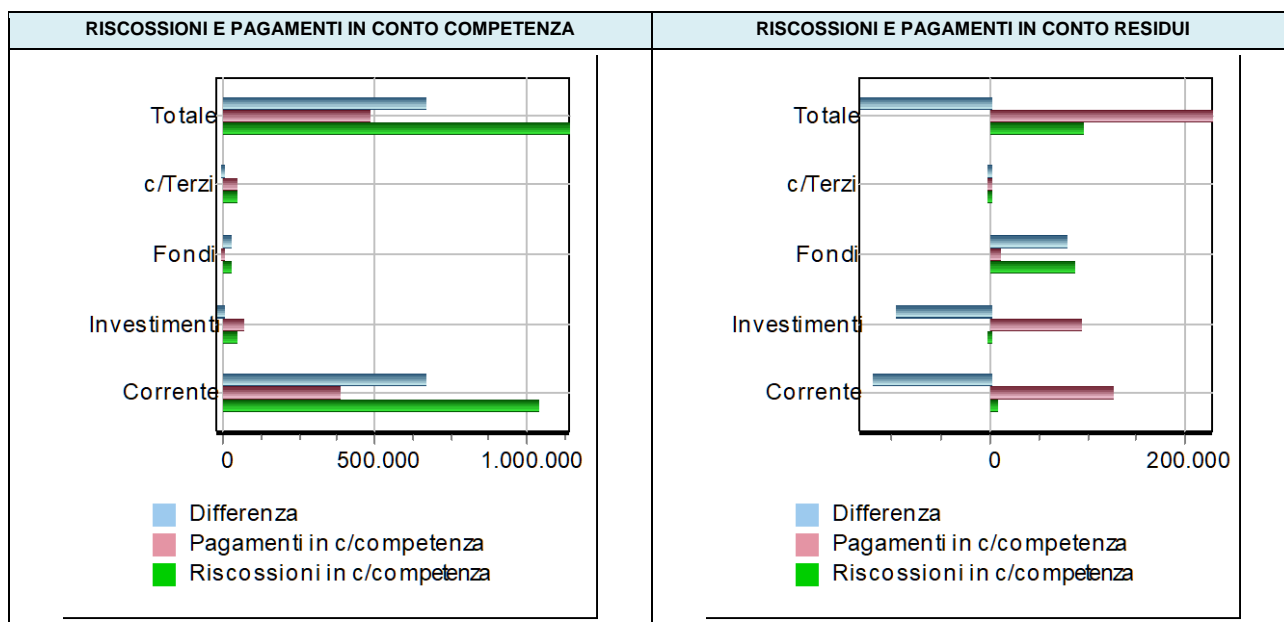 RISCOSSIONI E PAGAMENTI IN CONTO COMPETENZA
Totale
c/Terzi
Fondi
Investimenti
Corrente
0 500.000 1.000.000
Differenza
Pagamenti in c/competenza
Riscossioni in c/competenza
RISCOSSIONI E PAGAMENTI IN CONTO RESIDUI
Totale
c/Terzi
Fondi
Investimenti
Corrente
0 200.000
Differenza
Pagamenti in c/competenza
Riscossioni in c/competenza